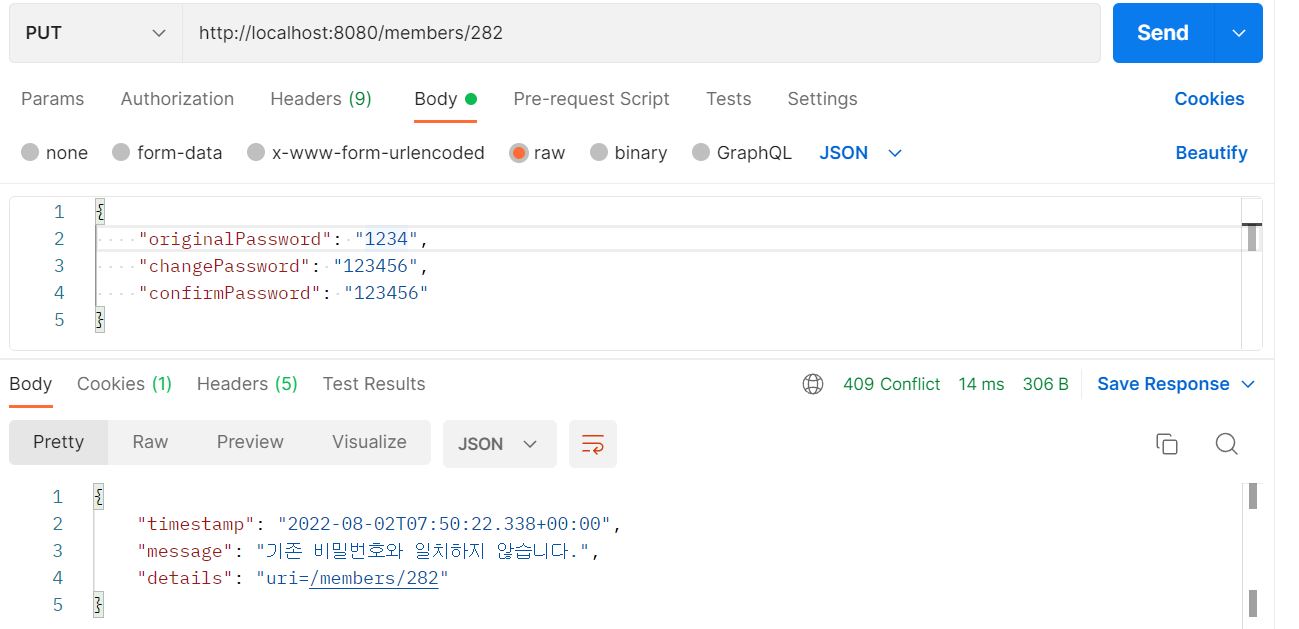 PUT http://localhost:8080/members/282 Send
Params Authorization Headers (9) Body Pre-request Script Tests Settings Cookies
none form-data x-www-form-urlencoded raw binary GraphQL JSON Beautify
1 {
2 "originalPassword": "1234",
3 "changePassword": "123456",
4 "confirmPassword": "123456"
5 }
Body Cookies (1) Headers (5) Test Results 409 Conflict 14 ms 306 B Save Response
Pretty Raw Preview Visualize JSON
1 {
2 "timestamp": "2022-08-02T07:50:22.338+00:00",
3 "message": "기존 비밀번호와 일치하지 않습니다.",
4 "details": "uri=/members/282"
5 }